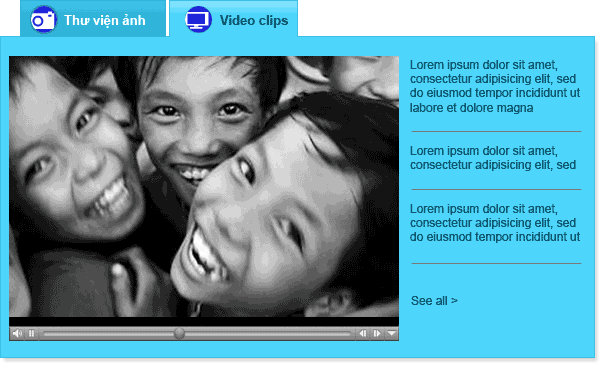 Thư viện ảnh
Video clips
Lorem ipsum dolor sit amet,
consectetur adipisicing elit, sed
do eiusmod tempor incididunt ut
labore et dolore magna
Lorem ipsum dolor sit amet,
consectetur adipisicing elit, sed
Lorem ipsum dolor sit amet,
consectetur adipisicing elit, sed
do eiusmod tempor incididunt ut
See all >